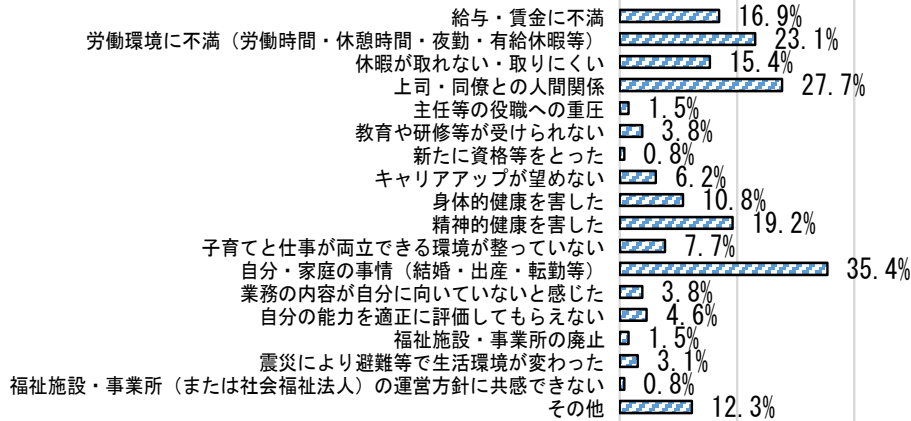 給与・賃金に不満 16.9%
労働環境に不満（労働時間・休憩時間・夜勤・有給休暇等） 23.1%
休暇が取れない・取りにくい 15.4%
上司・同僚との人間関係 27.7%
主任等の役職への重圧 1.5%
教育や研修等が受けられない 3.8%
新たに資格等をとった 0.8%
キャリアアップが望めない 6.2%
身体的健康を害した 10.8%
精神的健康を害した 19.2%
子育てと仕事が両立できる環境が整っていない 7.7%
自分・家庭の事情（結婚・出産・転勤等） 35.4%
業務の内容が自分に向いていないと感じた 3.8%
自分の能力を適正に評価してもらえない 4.6%
福祉施設・事業所の廃止 1.5%
震災により避難等で生活環境が変わった 3.1%
福祉施設・事業所（または社会福祉法人）の運営方針に共感できない 0.8%
その他 12.3%